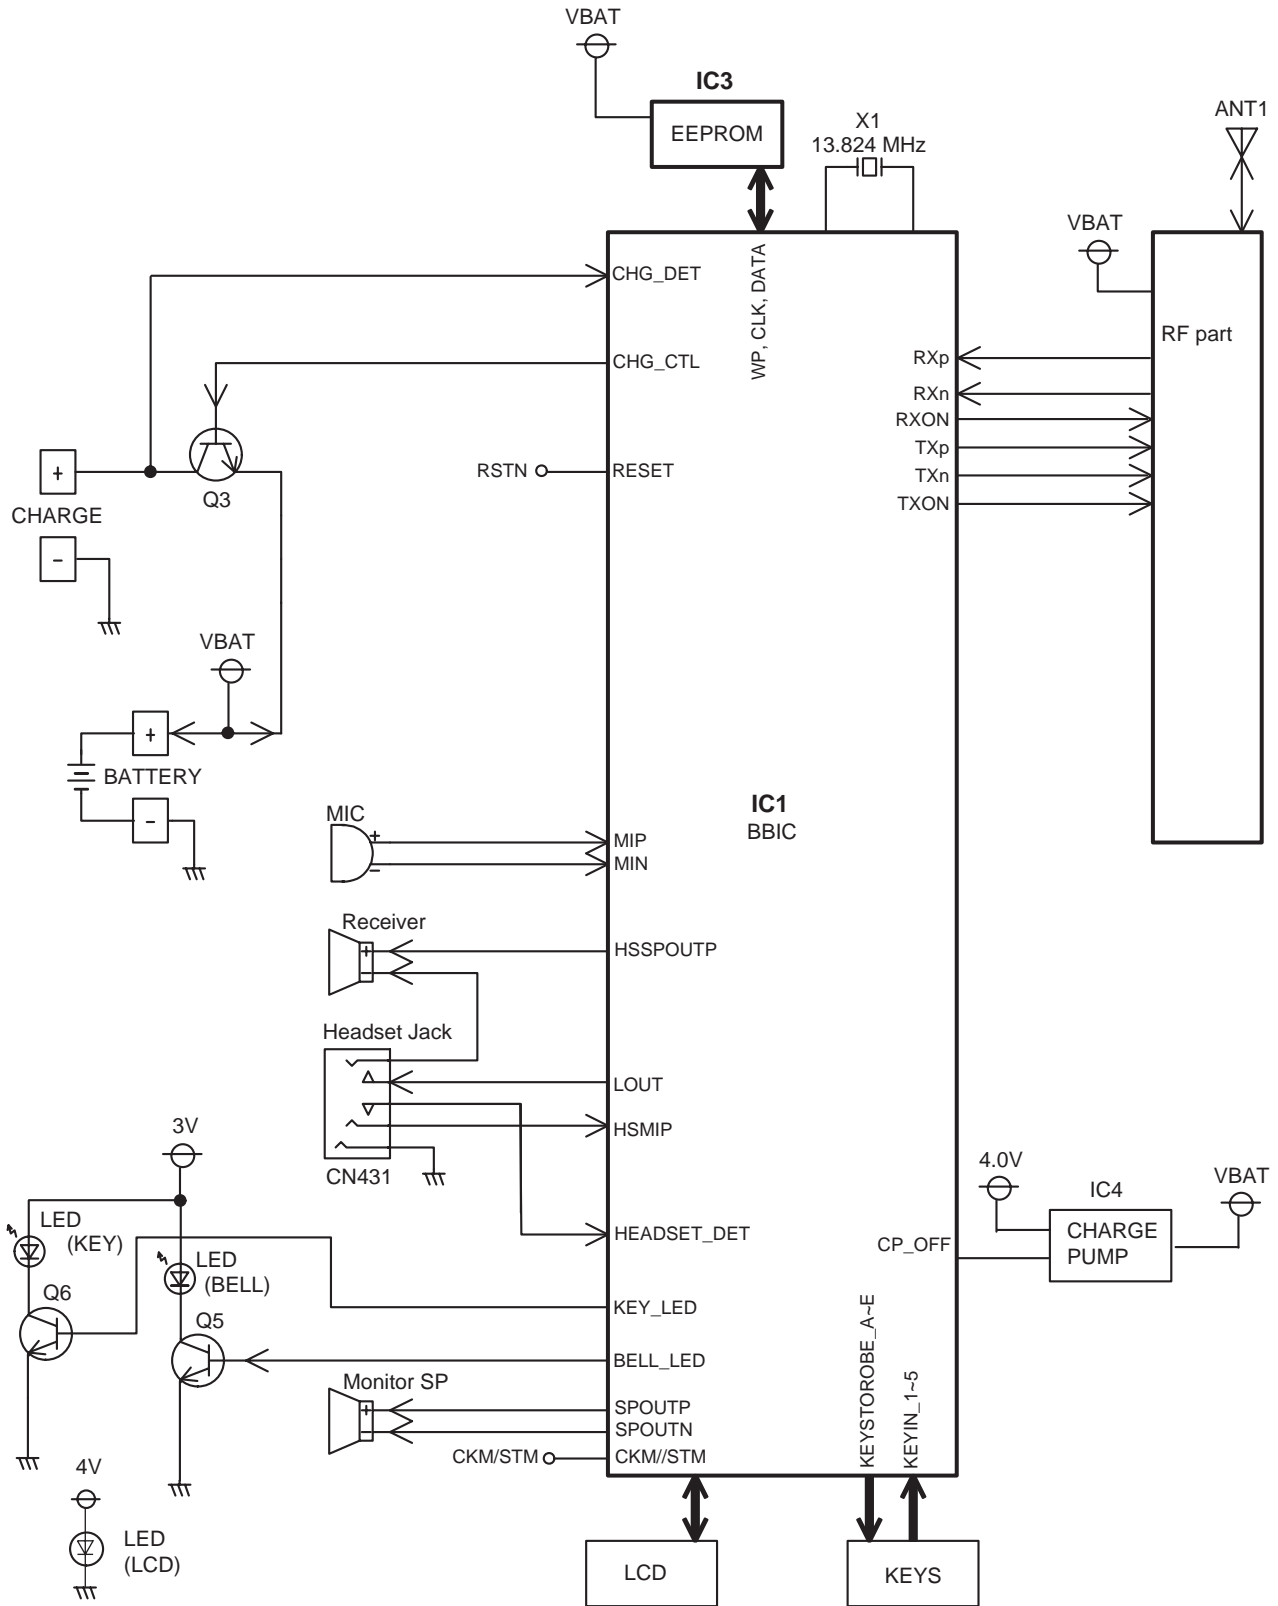 VBAT
IC3
EEPROM
X1
13.824 MHz
ANT1
VBAT
WP, CLK, DATA
CHG_DET
RF part
CHG_CTL
RXp
RXn
RXON
TXp
TXn
TXON
+
Q3
RSTN
RESET
CHARGE
-
VBAT
+
BATTERY
-
IC1
BBIC
MIC
+
-
MIP
MIN
Receiver
+
-
HSSPOUTP
Headset Jack
LOUT
HSMIP
CN431
3V
4.0V
IC4
VBAT
LED
(KEY)
HEADSET_DET
CP_OFF
CHARGE
PUMP
LED
(BELL)
Q6
Q5
KEY_LED
KEYSTOROBE_A~E
KEYIN_1~5
BELL_LED
Monitor SP
+
-
SPOUTP
SPOUTN
CKM/STM
CKM//STM
4V
LED
(LCD)
LCD
KEYS